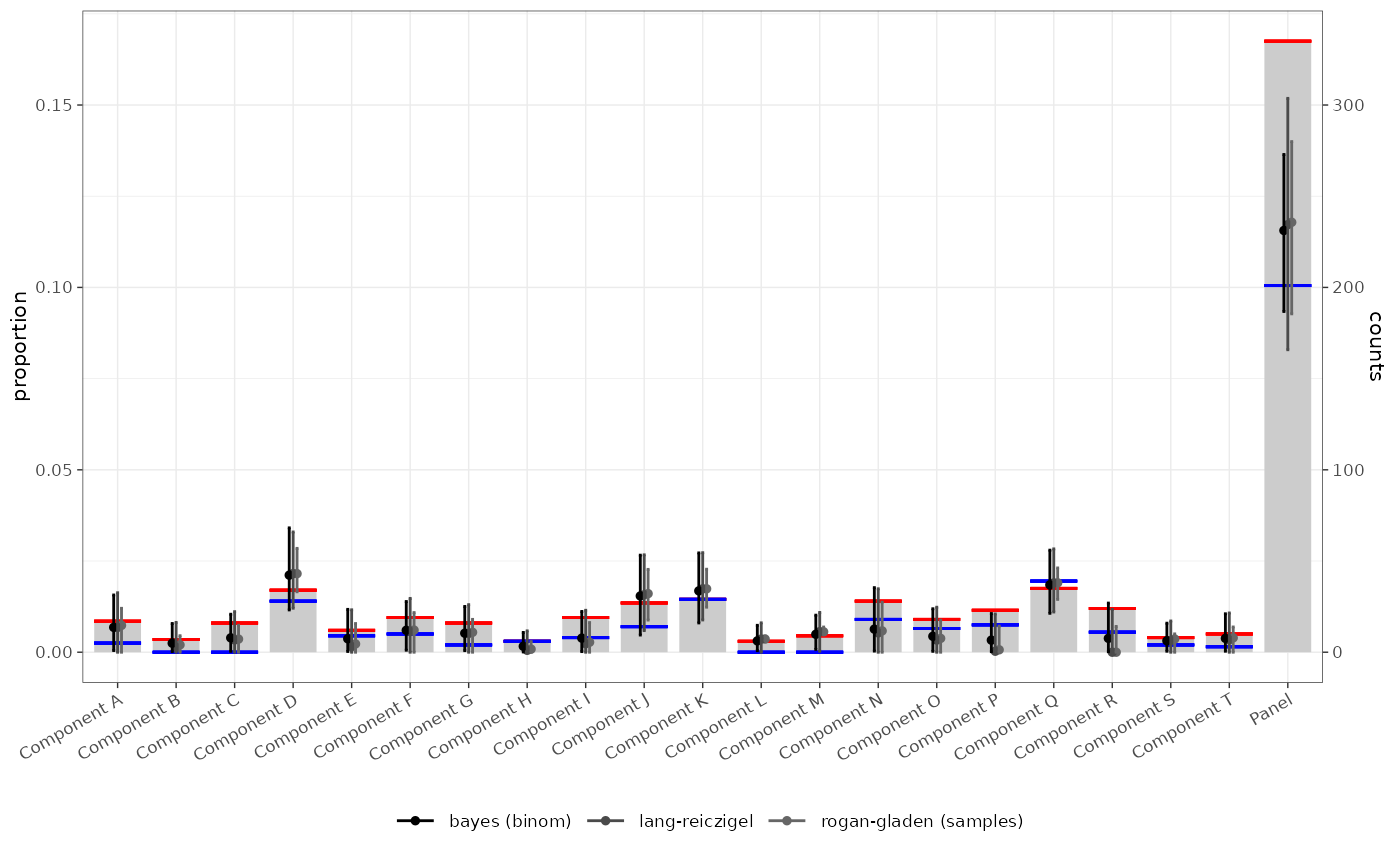 proportion
0.15
0.10
0.05
0.00
300
200
100
0
counts
Component A
Component B
Component C
Component D
Component E
Component F
Component G
Component H
Component I
Component J
Component K
Component L
Component M
Component N
Component O
Component P
Component Q
Component R
Component S
Component T
Panel
bayes (binom) lang-reiczigel rogan-gladen (samples)